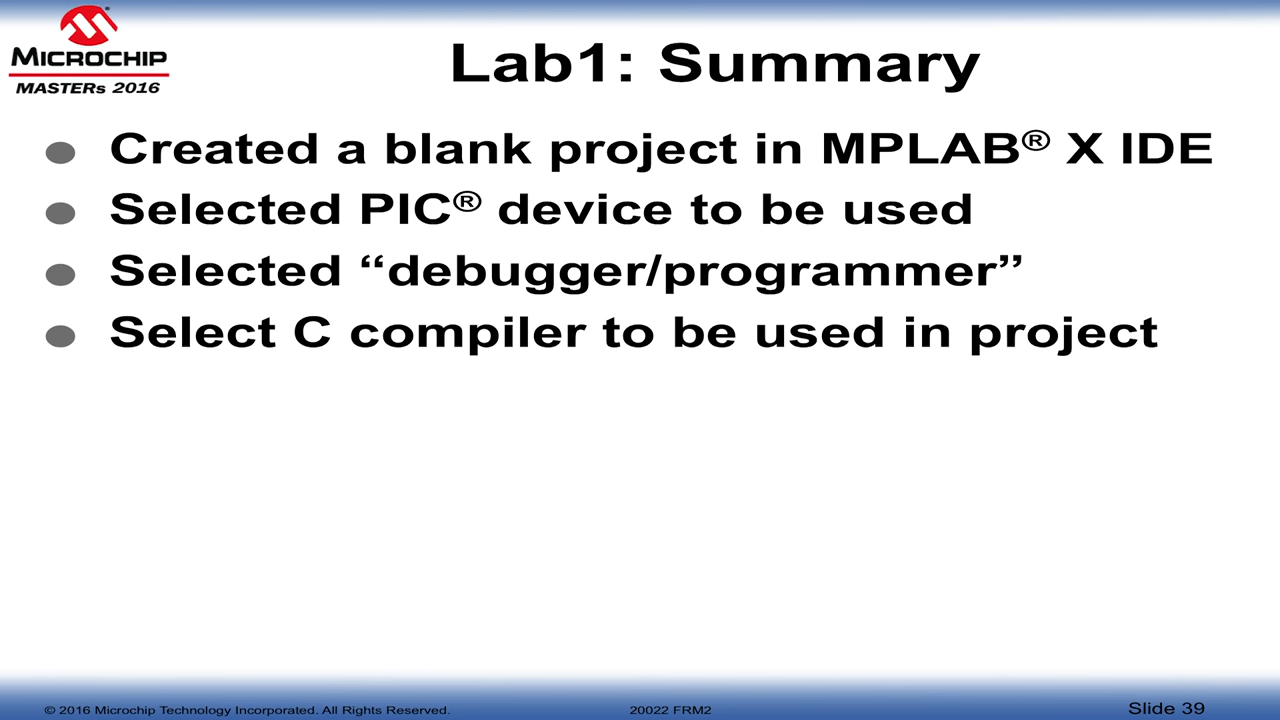 MICROCHIP
MASTERs 2016
Lab1: Summary
● Created a blank project in MPLAB® X IDE
● Selected PIC® device to be used
● Selected “debugger/programmer”
● Select C compiler to be used in project
© 2016 Microchip Technology Incorporated. All Rights Reserved.
20022 FRM2
Slide 39